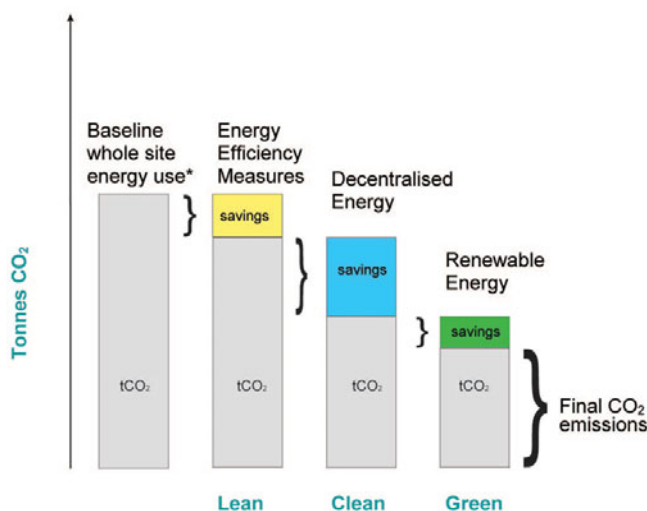 Tonnes CO₂
Baseline
whole site
energy use*
Energy
Efficiency
Measures
Decentralised
Energy
Renewable
Energy
savings
savings
savings
tCO₂
tCO₂
tCO₂
tCO₂
Final CO₂
emissions
Lean
Clean
Green